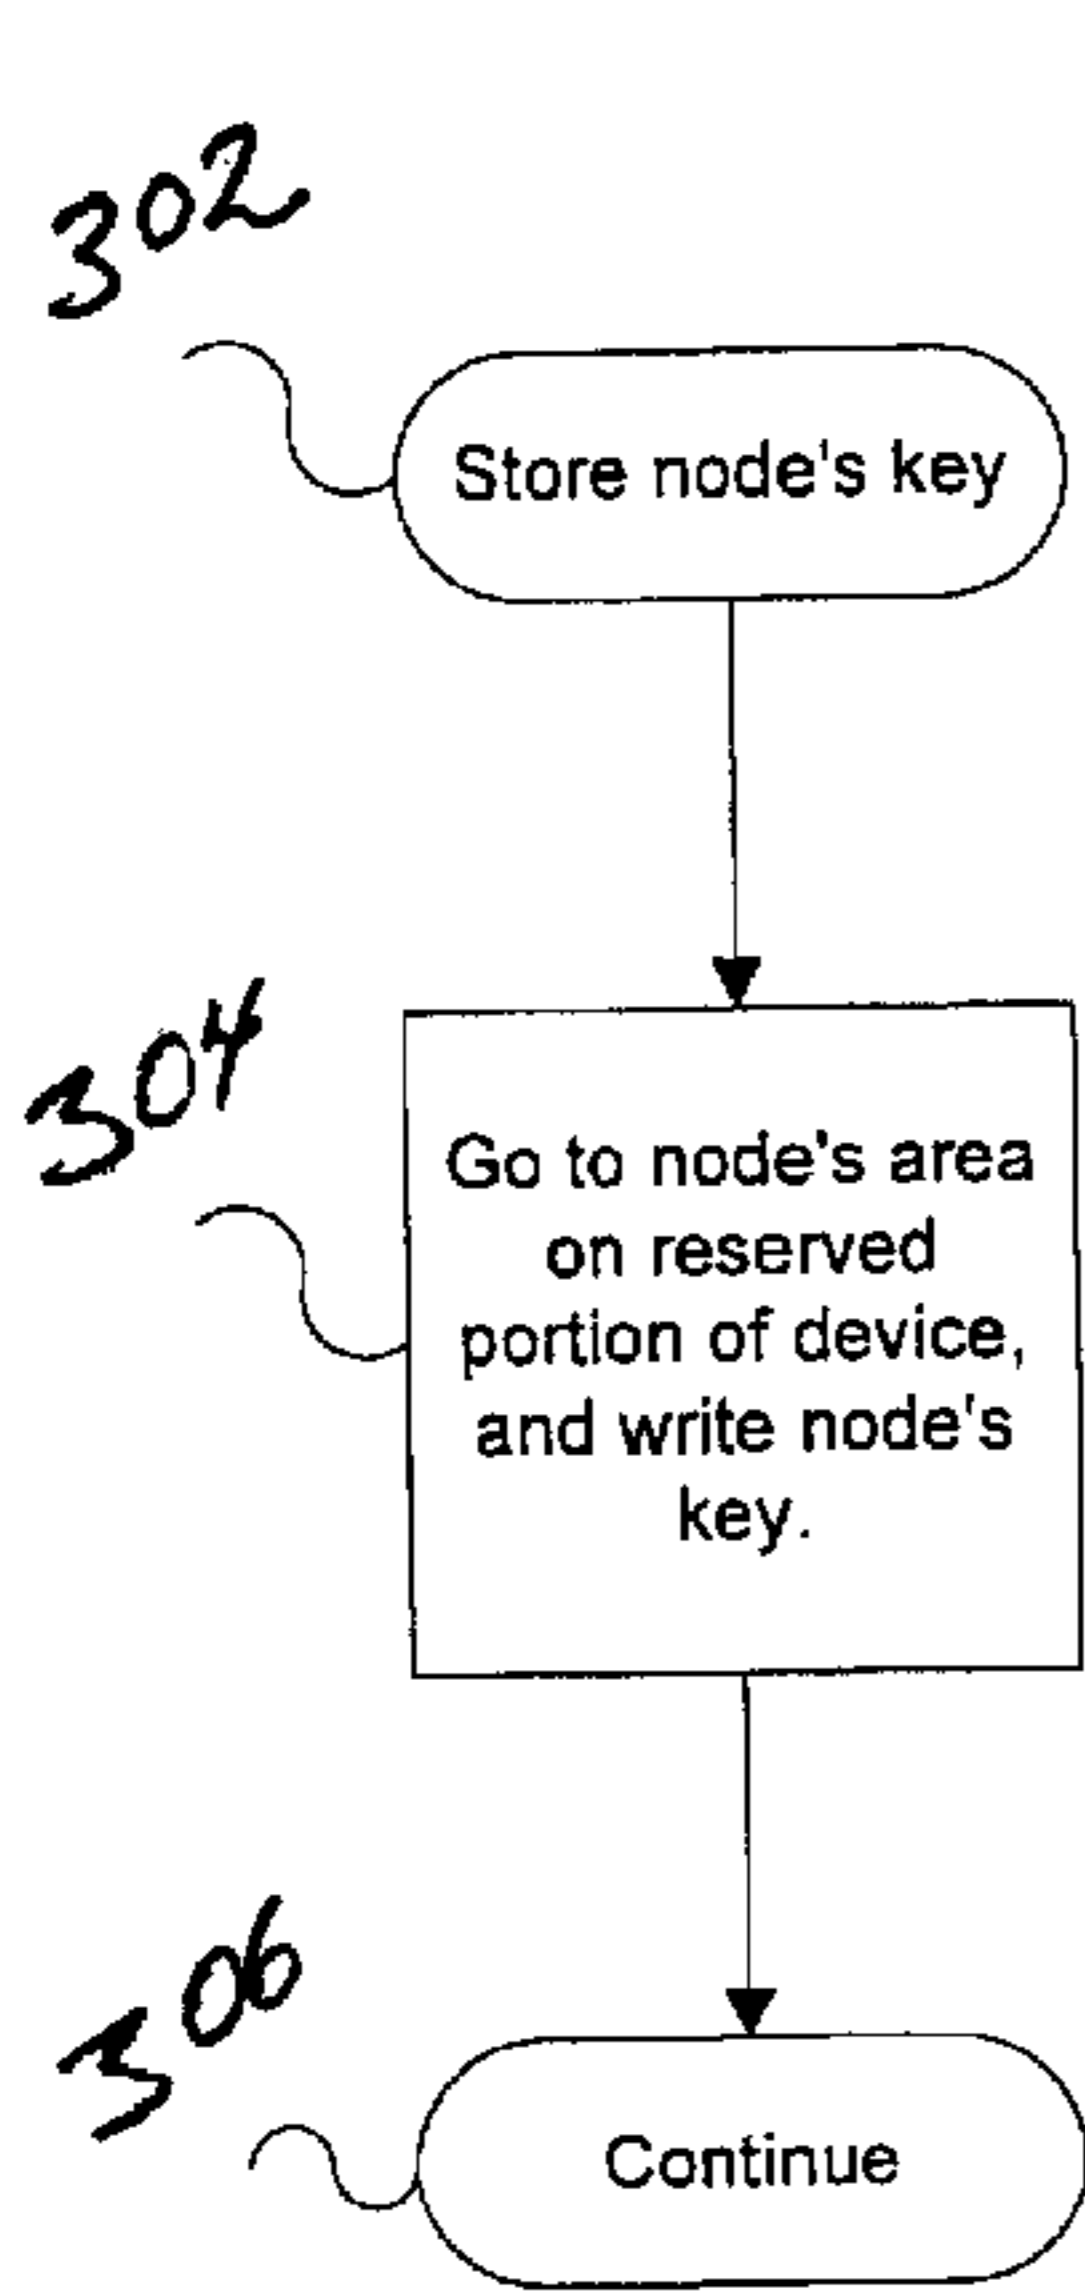 302
Store node's key
304
Go to node's area
on reserved
portion of device,
and write node's
key.
306
Continue